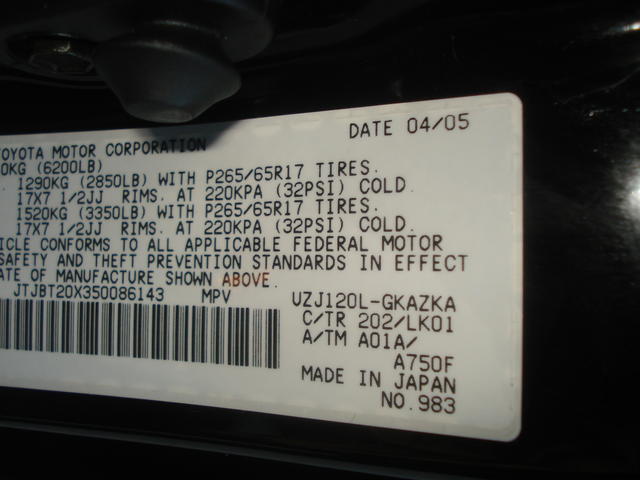 DATE 04/05
TOYOTA MOTOR CORPORATION
0KG (6200LB)
1290KG (2850LB) WITH P265/65R17 TIRES.
17X7 1/2JJ RIMS. AT 220KPA (32PSI) COLD.
1520KG (3350LB) WITH P265/65R17 TIRES.
17X7 1/2JJ RIMS. AT 220KPA (32PSI) COLD.
ICLE CONFORMS TO ALL APPLICABLE FEDERAL MOTOR
SAFETY AND THEFT PREVENTION STANDARDS IN EFFECT
ATE OF MANUFACTURE SHOWN ABOVE.
JTJBT20X350086143 MPV UZJ120L-GKAZKA
C/TR 202/LK01
A/TM A01A/
A750F
MADE IN JAPAN
NO. 983